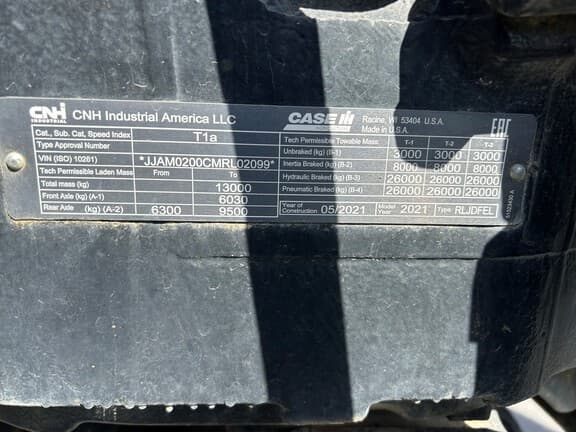 CNH INDUSTRIAL CNH Industrial America LLC
CASE IH Racine, WI 53404 U.S.A.
Made in U.S.A.
EAC
Cat., Sub. Cat, Speed Index T1a
Type Approval Number
VIN (ISO) 10261) *JJAM0200CMRL02099*
Tech Permissible Laden Mass From To
Total mass (kg) 13000
Front Axle (kg) (A-1) 6030
Rear Axle (kg) (A-2) 6300 9500
Tech Permissible Towable Mass T-1 T-2 T-3
Unbraked (kg) (B-1) 3000 3000 3000
Inertia Braked (kg) (B-2) 8000 8000 8000
Hydraulic Braked (kg) (B-3) 26000 26000 26000
Pneumatic Braked (kg) (B-4) 26000 26000 26000
Year of Construction 05/2021 Model Year 2021 Type RLJDFEL